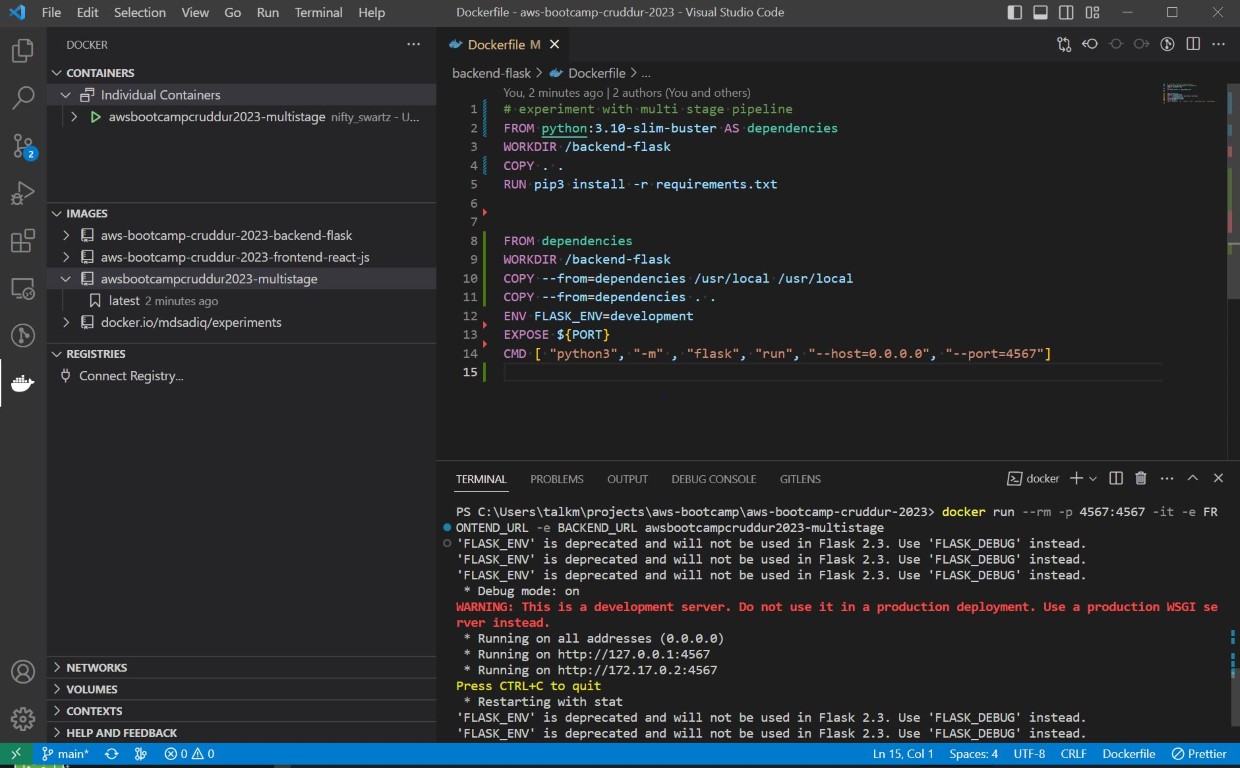 File Edit Selection View Go Run Terminal Help Dockerfile - aws-bootcamp-cruddur-2023 - Visual Studio Code
DOCKER
CONTAINERS
Individual Containers
awsbootcampcruddur2023-multistage nifty_swartz - U...
IMAGES
aws-bootcamp-cruddur-2023-backend-flask
aws-bootcamp-cruddur-2023-frontend-react-js
awsbootcampcruddur2023-multistage
latest 2 minutes ago
docker.io/mdsadiq/experiments
REGISTRIES
Connect Registry...
NETWORKS
VOLUMES
CONTEXTS
HELP AND FEEDBACK
2
Dockerfile M
backend-flask > Dockerfile > ...
You, 2 minutes ago | 2 authors (You and others)
1 # experiment with multi stage pipeline
2 FROM python:3.10-slim-buster AS dependencies
3 WORKDIR /backend-flask
4 COPY . .
5 RUN pip3 install -r requirements.txt
6
7
8 FROM dependencies
9 WORKDIR /backend-flask
10 COPY --from=dependencies /usr/local /usr/local
11 COPY --from=dependencies . .
12 ENV FLASK_ENV=development
13 EXPOSE ${PORT}
14 CMD [ "python3", "-m" , "flask", "run", "--host=0.0.0.0", "--port=4567"]
15
TERMINAL PROBLEMS OUTPUT DEBUG CONSOLE GITLENS docker
PS C:\Users\talkm\projects\aws-bootcamp\aws-bootcamp-cruddur-2023> docker run --rm -p 4567:4567 -it -e FR
ONTEND_URL -e BACKEND_URL awsbootcampcruddur2023-multistage
'FLASK_ENV' is deprecated and will not be used in Flask 2.3. Use 'FLASK_DEBUG' instead.
'FLASK_ENV' is deprecated and will not be used in Flask 2.3. Use 'FLASK_DEBUG' instead.
'FLASK_ENV' is deprecated and will not be used in Flask 2.3. Use 'FLASK_DEBUG' instead.
* Debug mode: on
WARNING: This is a development server. Do not use it in a production deployment. Use a production WSGI se
rver instead.
* Running on all addresses (0.0.0.0)
* Running on http://127.0.0.1:4567
* Running on http://172.17.0.2:4567
Press CTRL+C to quit
* Restarting with stat
'FLASK_ENV' is deprecated and will not be used in Flask 2.3. Use 'FLASK_DEBUG' instead.
'FLASK_ENV' is deprecated and will not be used in Flask 2.3. Use 'FLASK_DEBUG' instead.
main* 0 0 Ln 15, Col 1 Spaces: 4 UTF-8 CRLF Dockerfile Prettier